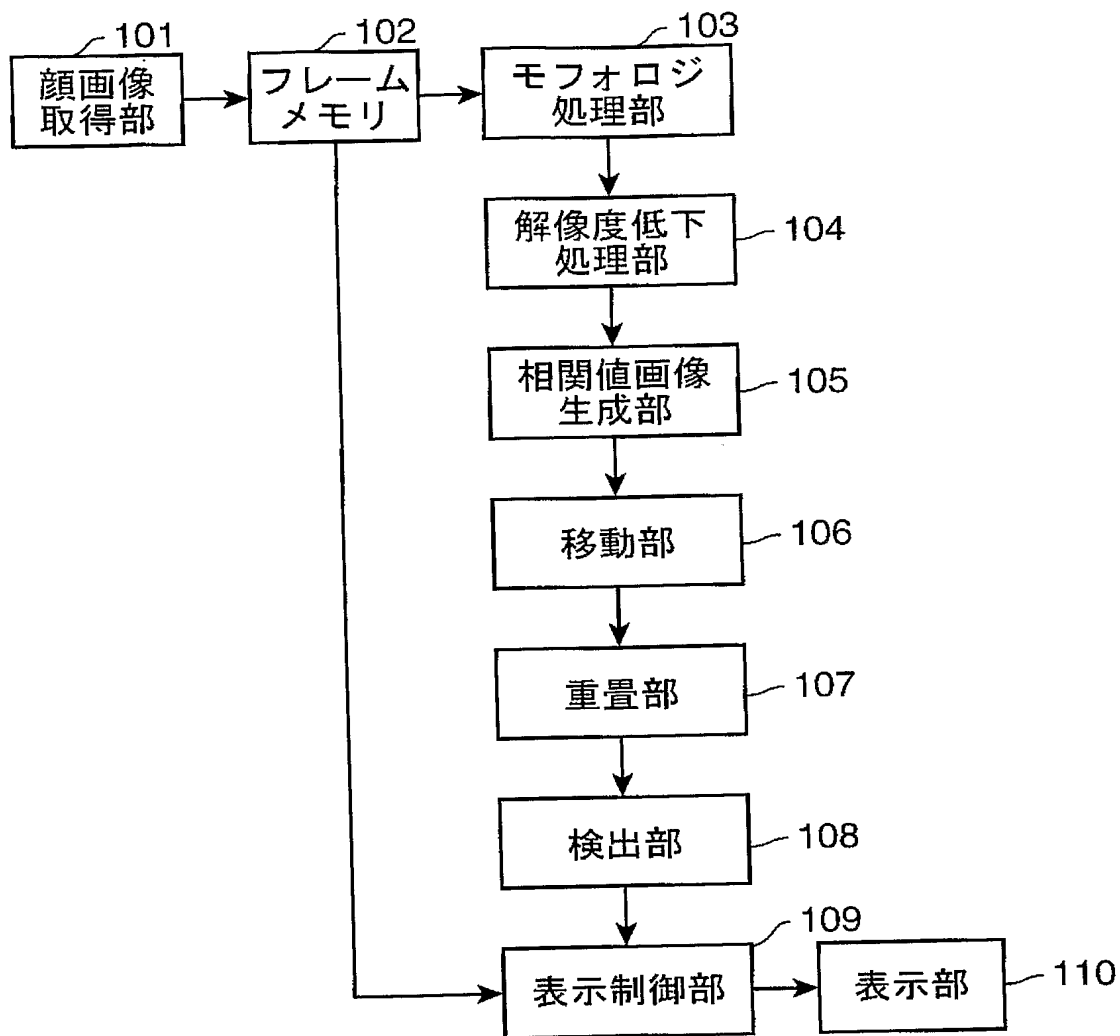 101
顔画像
取得部
102
フレーム
メモリ
103
モフォロジ
処理部
解像度低下
処理部
104
相関値画像
生成部
105
移動部
106
重畳部
107
検出部
108
109
表示制御部
表示部
110